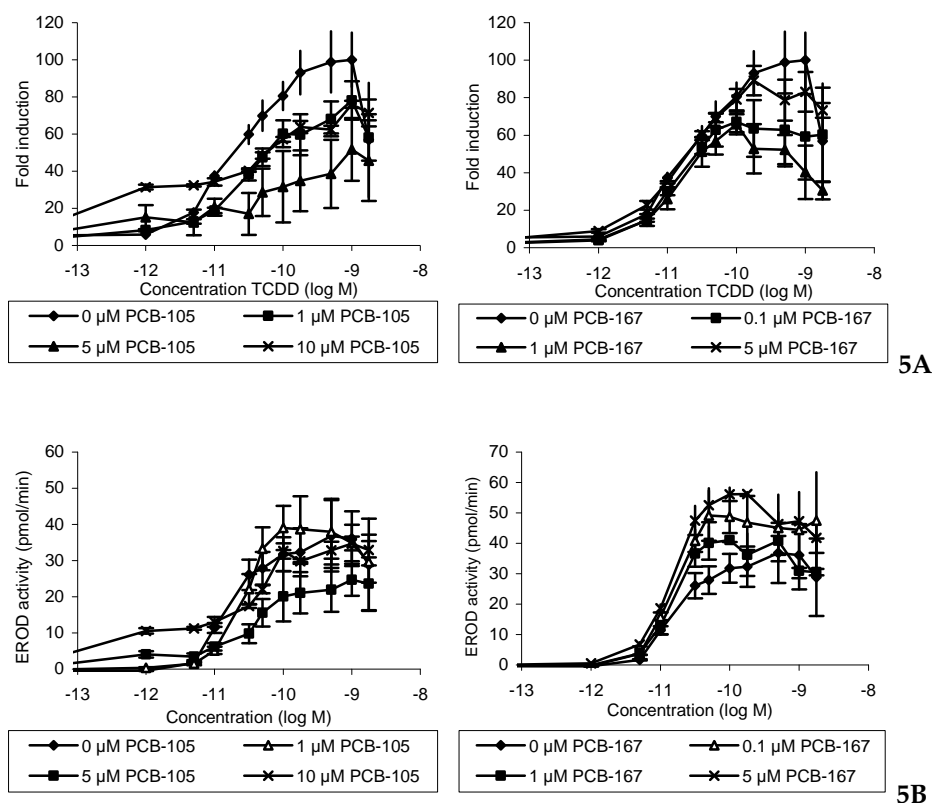 120
100
80
60
40
20
0
Fold induction
-13 -12 -11 -10 -9 -8
Concentration TCDD (log M)
0 µM PCB-105 1 µM PCB-105
5 µM PCB-105 10 µM PCB-105
120
100
80
60
40
20
0
Fold induction
-13 -12 -11 -10 -9 -8
Concentration TCDD (log M)
0 µM PCB-167 0.1 µM PCB-167
1 µM PCB-167 5 µM PCB-167
5A
60
50
40
30
20
10
0
EROD activity (pmol/min)
-13 -12 -11 -10 -9 -8
Concentration (log M)
0 µM PCB-105 1 µM PCB-105
5 µM PCB-105 10 µM PCB-105
70
60
50
40
30
20
10
0
EROD activity (pmol/min)
-13 -12 -11 -10 -9 -8
Concentration (log M)
0 µM PCB-167 0.1 µM PCB-167
1 µM PCB-167 5 µM PCB-167
5B